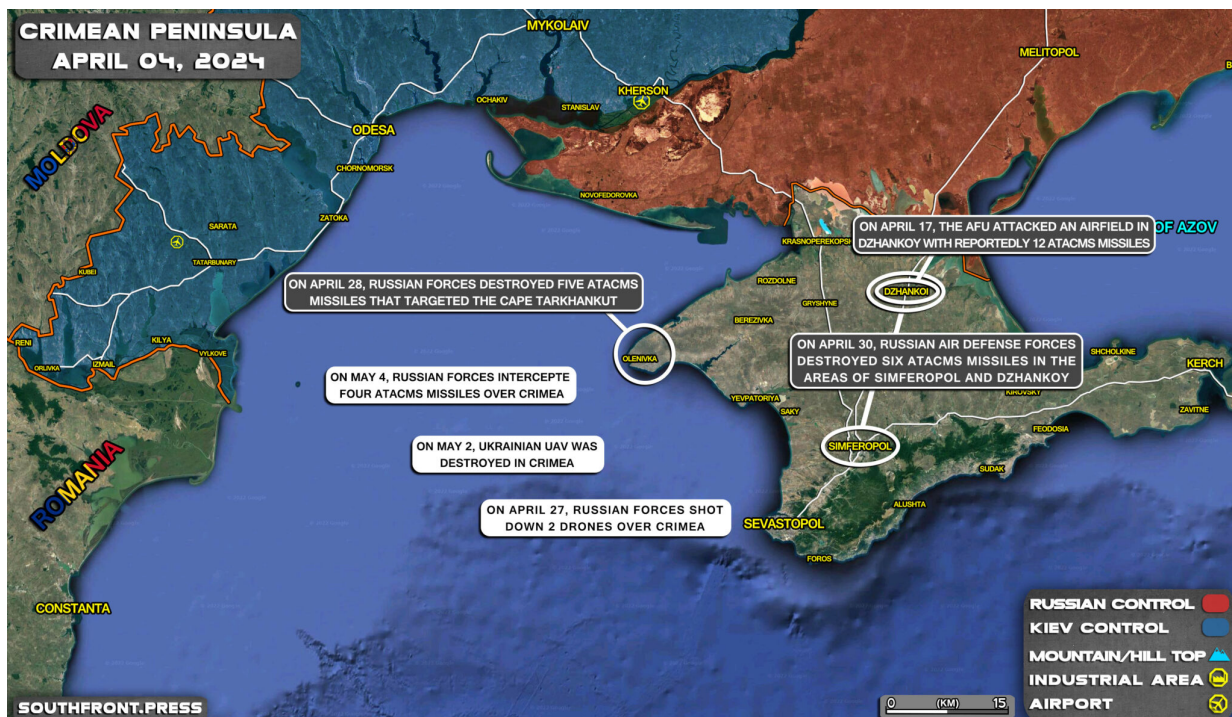 CRIMEAN PENINSULA
APRIL 04, 2024
MOLDOVA
ROMANIA
MYKOLAIV
MELITOPOL
KHERSON
OCHAKIV
STANISLAV
ODESA
CHORNOMORSK
NOVOFEDOROVKA
ZATOKA
SARATA
TATARBUNARY
KUBEI
KRASNOPEREKOPSK
OF AZOV
ON APRIL 17, THE AFU ATTACKED AN AIRFIELD IN
DZHANKOY WITH REPORTEDLY 12 ATACMS MISSILES
ON APRIL 28, RUSSIAN FORCES DESTROYED FIVE ATACMS
MISSILES THAT TARGETED THE CAPE TARKHANKUT
ROZDOLNE
DZHANKOI
GRYSHYNE
BEREZIVKA
RENI
ORLIVKA
IZMAIL
KILYA
VYLKOVE
OLENIVKA
ON APRIL 30, RUSSIAN AIR DEFENSE FORCES
DESTROYED SIX ATACMS MISSILES IN THE
AREAS OF SIMFEROPOL AND DZHANKOY
SHCHOLKINE
KERCH
KIROVSKY
ZAVITNE
ON MAY 4, RUSSIAN FORCES INTERCEPTE
FOUR ATACMS MISSILES OVER CRIMEA
YEVPATORIYA
SAKY
FEODOSIA
ON MAY 2, UKRAINIAN UAV WAS
DESTROYED IN CRIMEA
SIMFEROPOL
SUDAK
ALUSHTA
ON APRIL 27, RUSSIAN FORCES SHOT
DOWN 2 DRONES OVER CRIMEA
SEVASTOPOL
FOROS
CONSTANTA
RUSSIAN CONTROL
KIEV CONTROL
MOUNTAIN/HILL TOP
INDUSTRIAL AREA
AIRPORT
0 (KM) 15
SOUTHFRONT.PRESS